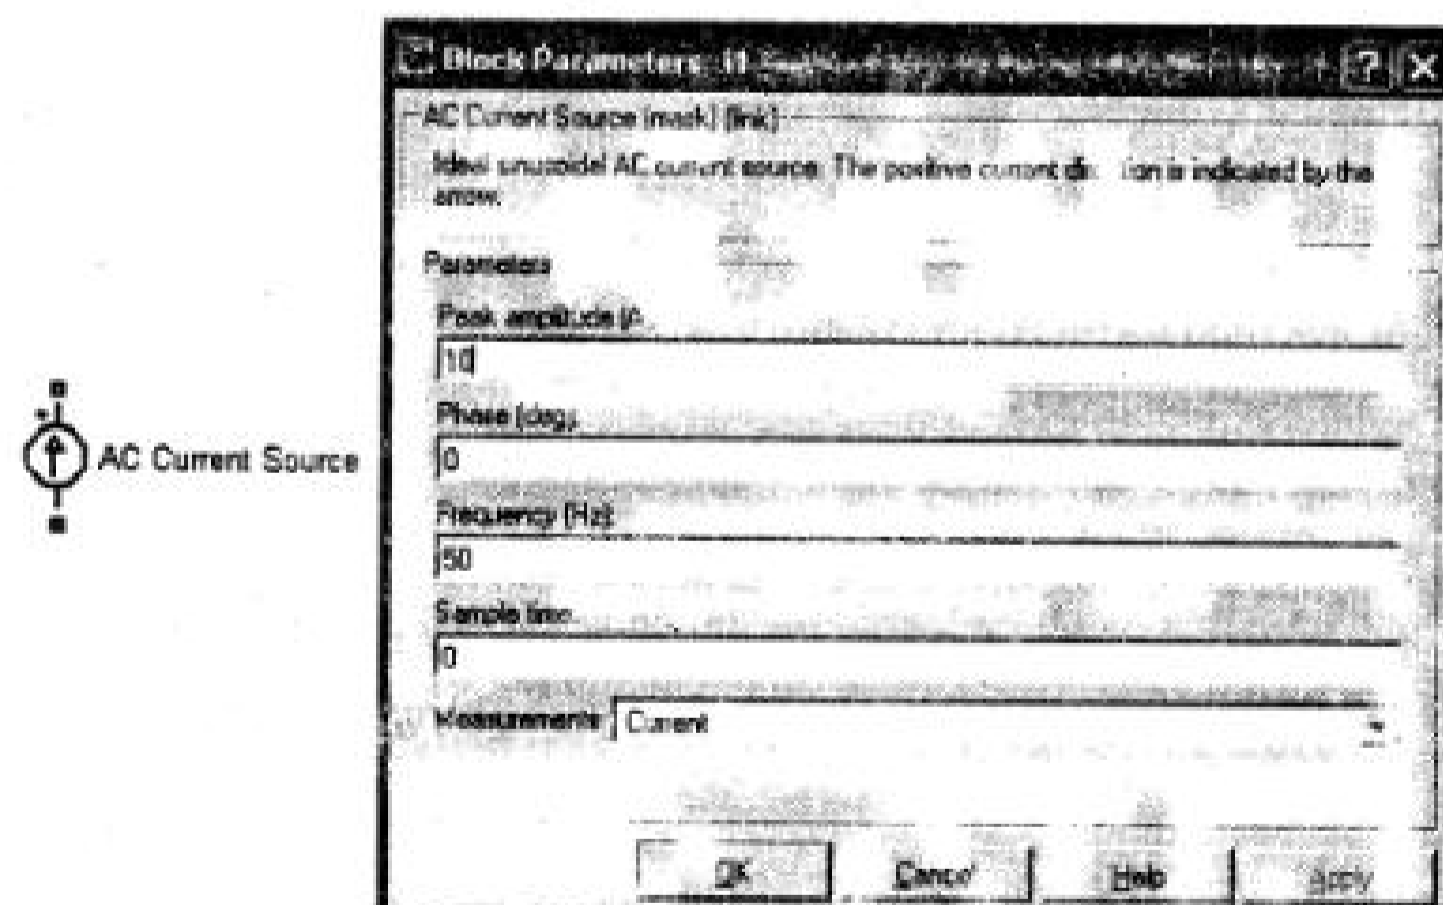 Block Parameters: I1
AC Current Source (mask) (link)
Ideal sinusoidal AC current source. The positive current is indicated by the
arrow.
Parameters
Peak amplitude (A
10
Phase (deg):
0
Frequency (Hz):
50
Sample time
0
Measurements Current
OK Cancel Help Apply
AC Current Source